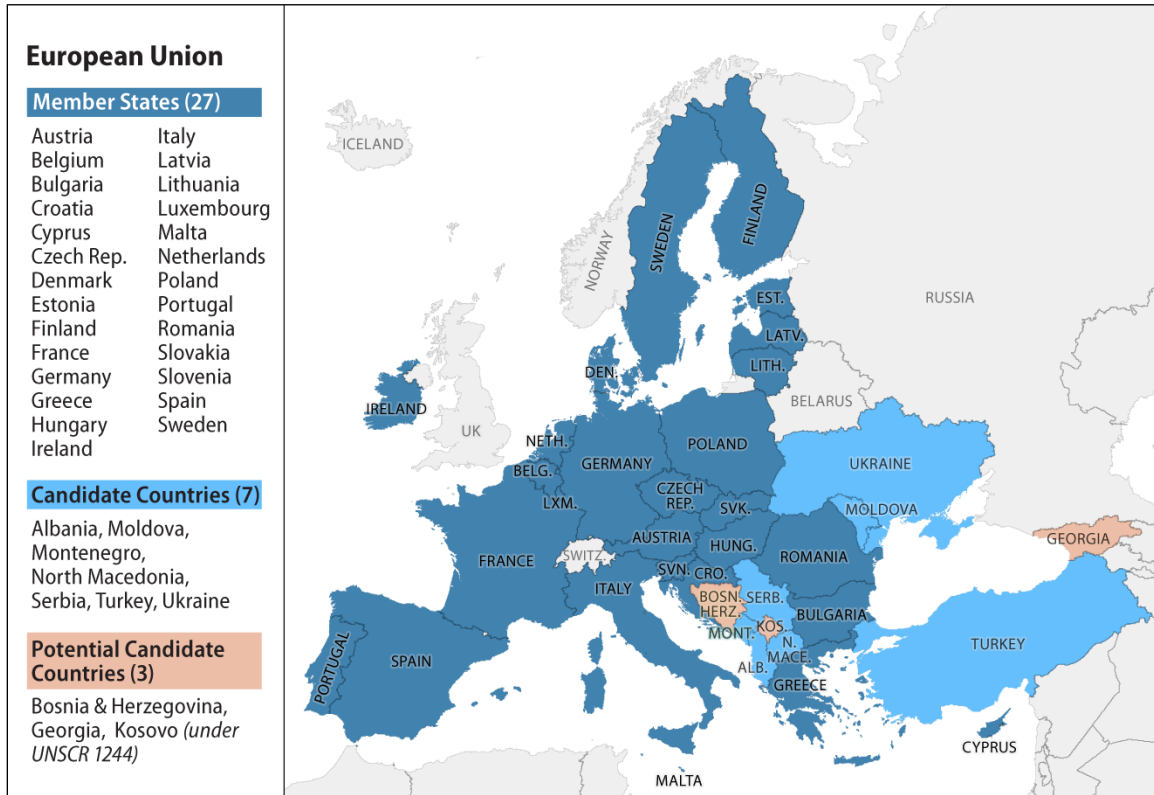 European Union
Member States (27)
Austria
Belgium
Bulgaria
Croatia
Cyprus
Czech Rep.
Denmark
Estonia
Finland
France
Germany
Greece
Hungary
Ireland
Italy
Latvia
Lithuania
Luxembourg
Malta
Netherlands
Poland
Portugal
Romania
Slovakia
Slovenia
Spain
Sweden
Candidate Countries (7)
Albania, Moldova,
Montenegro,
North Macedonia,
Serbia, Turkey, Ukraine
Potential Candidate
Countries (3)
Bosnia & Herzegovina,
Georgia, Kosovo (under
UNSCR 1244)
ICELAND
NORWAY
SWEDEN
FINLAND
RUSSIA
EST.
LATV.
LITH.
DEN.
BELARUS
IRELAND
UK
NETH.
POLAND
GERMANY
UKRAINE
BELG.
LXM.
CZECH
REP.
SVK.
MOLDOVA
AUSTRIA
HUNG.
GEORGIA
FRANCE
SWITZ.
ROMANIA
SVN.
CRO.
ITALY
BOSN.
HERZ.
SERB.
BULGARIA
KOS.
MONT.
N.
MACE.
TURKEY
PORTUGAL
SPAIN
ALB.
GREECE
CYPRUS
MALTA